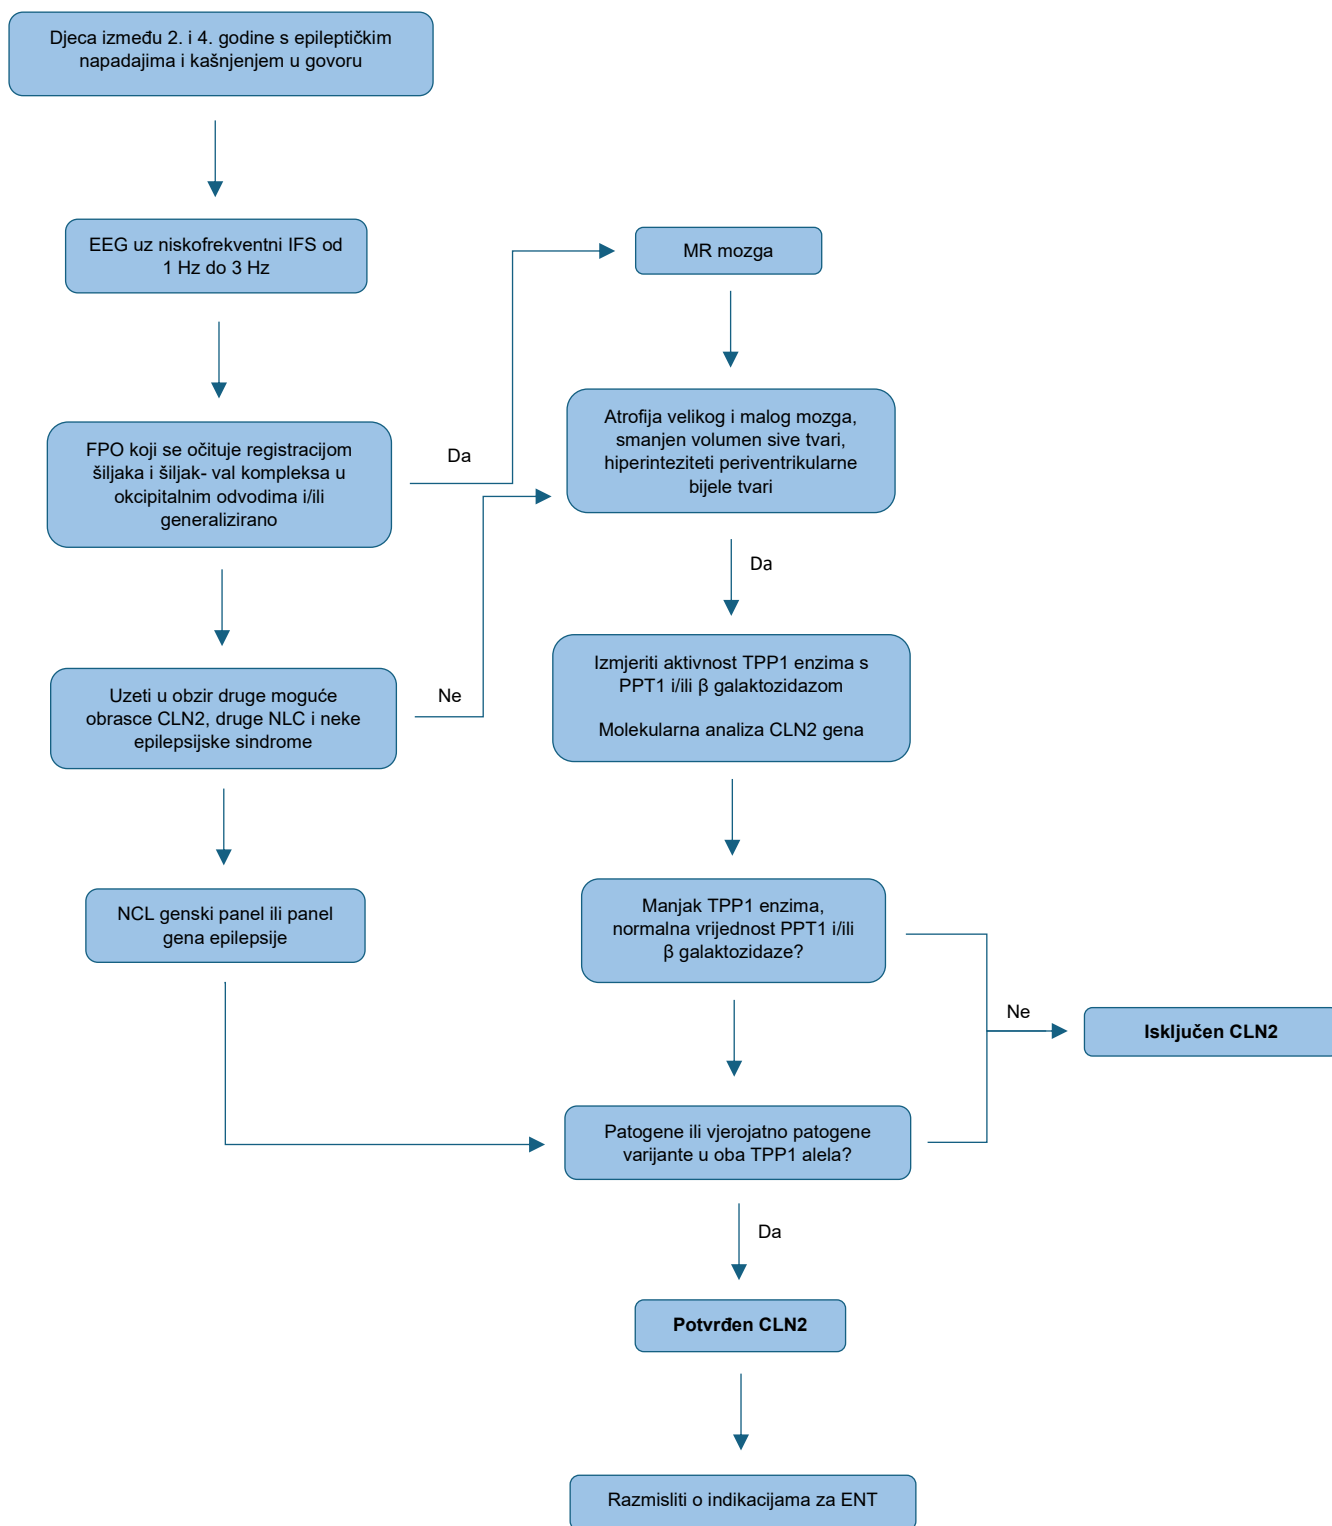 Djeca između 2. i 4. godine s epileptičkim
napadajima i kašnjenjem u govoru
EEG uz niskofrekventni IFS od
1 Hz do 3 Hz
FPO koji se očituje registracijom
šiljaka i šiljak- val kompleksa u
okcipitalnim odvodima i/ili
generalizirano
Da
Uzeti u obzir druge moguće
obrasce CLN2, druge NLC i neke
epilepsijske sindrome
Ne
NCL genski panel ili panel
gena epilepsije
MR mozga
Atrofija velikog i malog mozga,
smanjen volumen sive tvari,
hiperinteziteti periventrikularne
bijele tvari
Da
Izmjeriti aktivnost TPP1 enzima s
PPT1 i/ili β galaktozidazom
Molekularna analiza CLN2 gena
Manjak TPP1 enzima,
normalna vrijednost PPT1 i/ili
β galaktozidaze?
Ne
Isključen CLN2
Patogene ili vjerojatno patogene
varijante u oba TPP1 alela?
Da
Potvrđen CLN2
Razmisliti o indikacijama za ENT